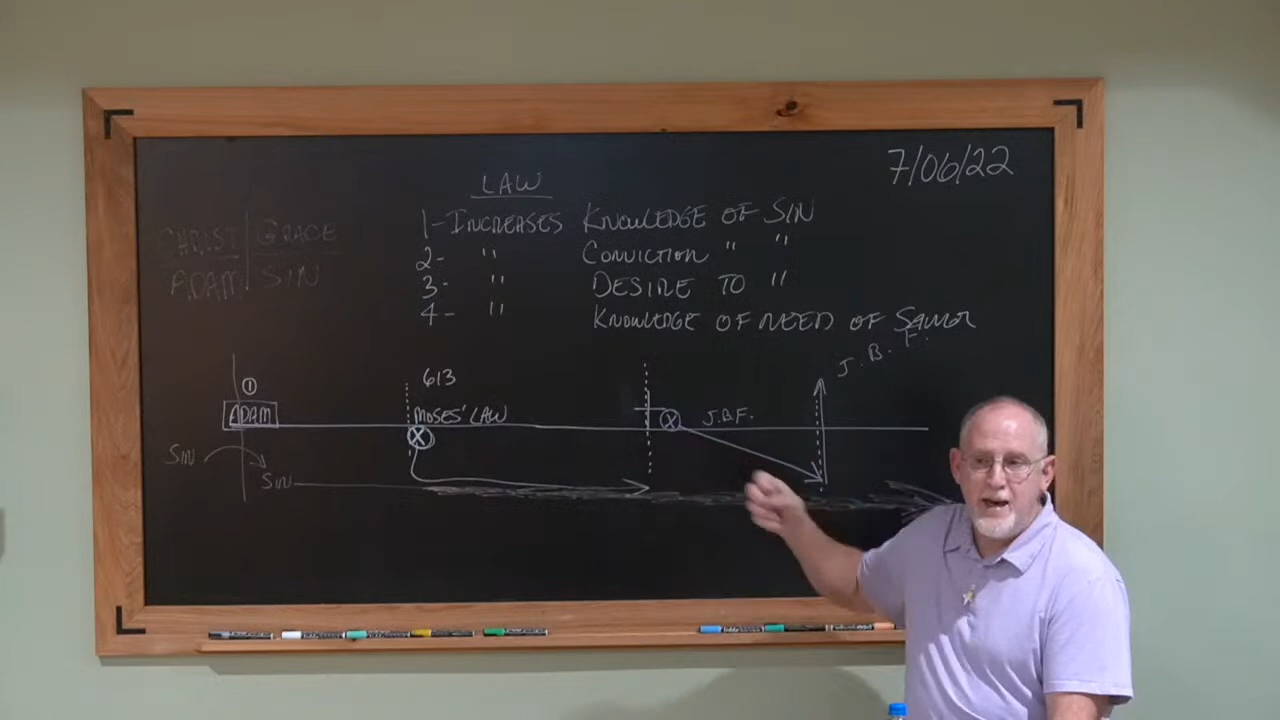 7/06/22
LAW
1- INCREASES KNOWLEDGE OF SIN
2- " CONVICTION " "
3- " DESIRE TO "
4- " KNOWLEDGE OF NEED OF SAVIOR
CHRIST GRACE
ADAM SIN
J. B. F.
1
613
ADAM
MOSES' LAW
X
X
J.B.F.
SIN
SIN